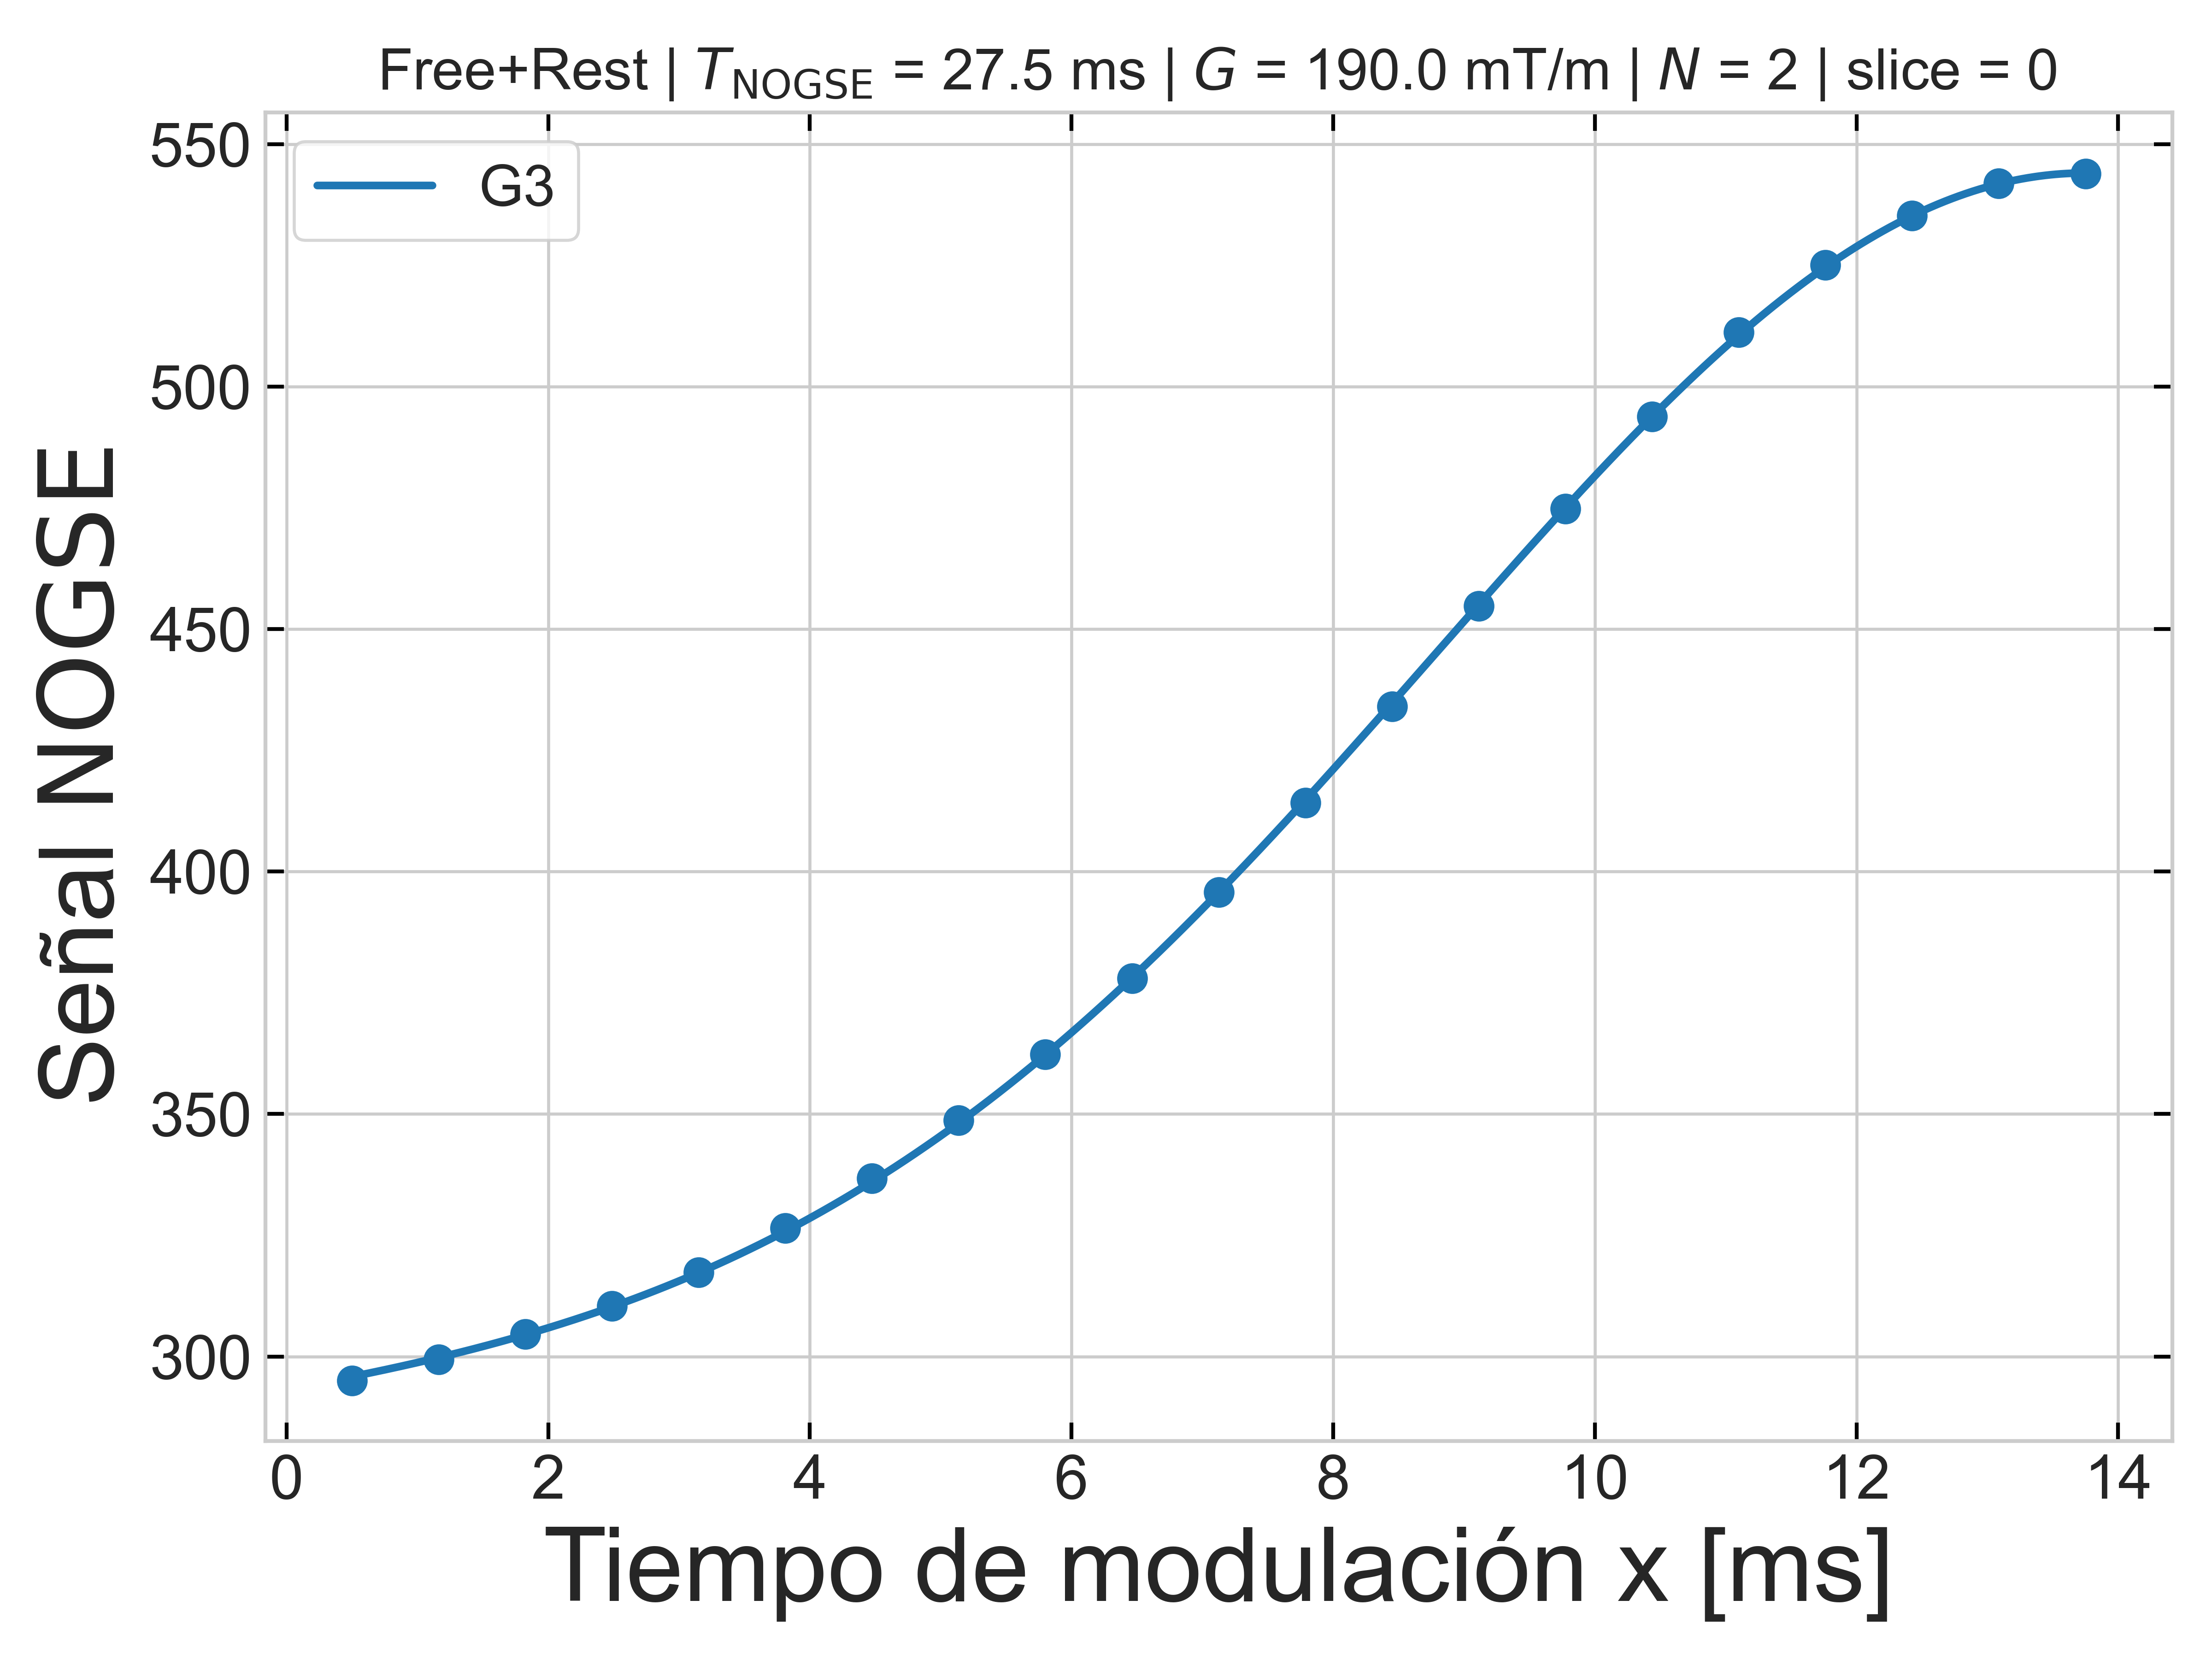 Free+Rest | T_NOGSE = 27.5 ms | G = 190.0 mT/m | N = 2 | slice = 0
G3
Señal NOGSE
550
500
450
400
350
300
0 2 4 6 8 10 12 14
Tiempo de modulación x [ms]